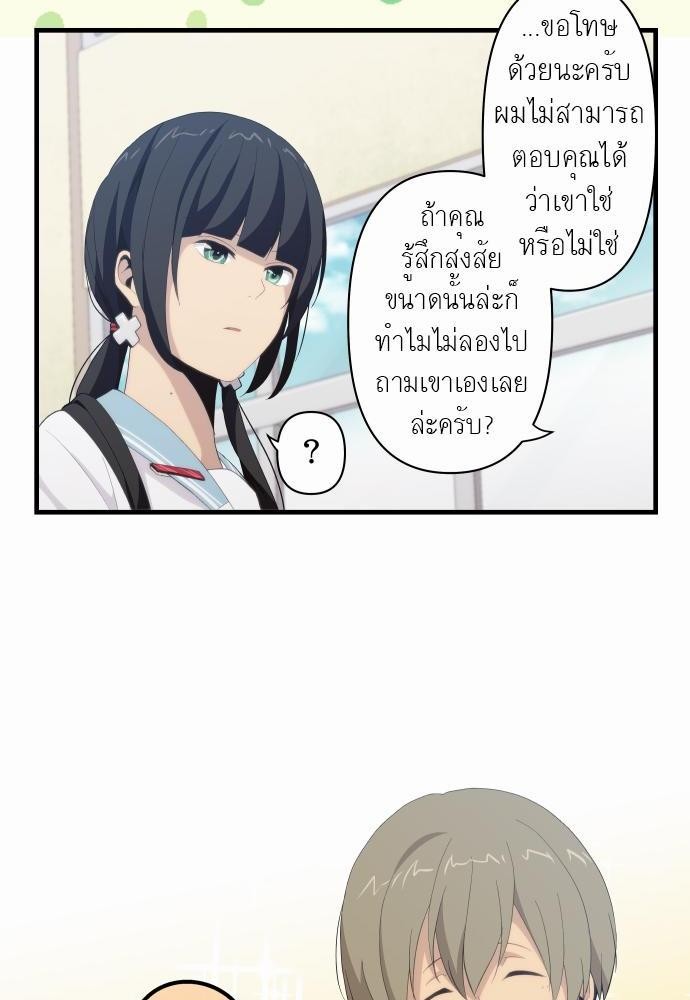 ...ขอโทษ
ด้วยนะครับ
ผมไม่สามารถ
ตอบคุณได้
ว่าเขาใช่
หรือไม่ใช่
ถ้าคุณ
รู้สึกสงสัย
ขนาดนั้นล่ะก็
ทำไมไม่ลองไป
ถามเขาเองเลย
ล่ะครับ?
?